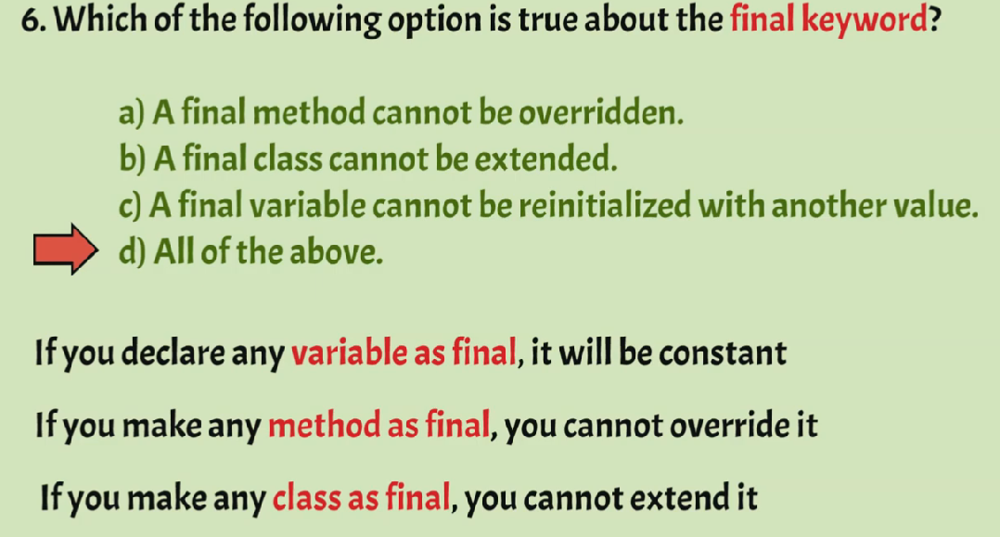 6. Which of the following option is true about the final keyword?
a) A final method cannot be overridden.
b) A final class cannot be extended.
c) A final variable cannot be reinitialized with another value.
d) All of the above.
If you declare any variable as final, it will be constant
If you make any method as final, you cannot override it
If you make any class as final, you cannot extend it